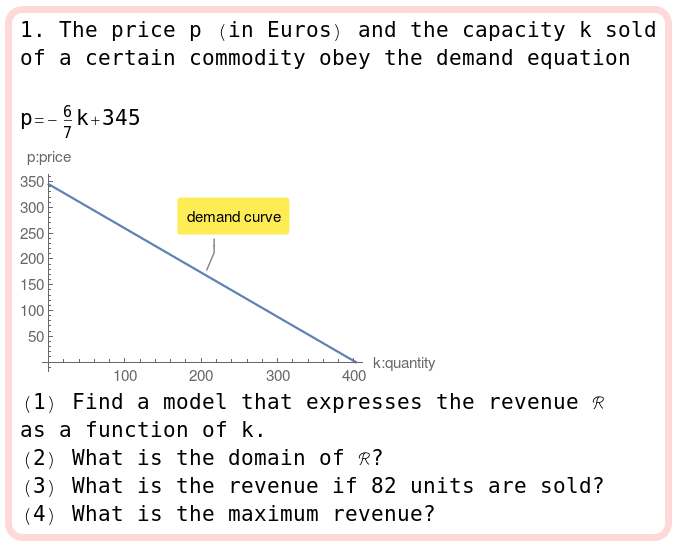 1. The price p (in Euros) and the capacity k sold
of a certain commodity obey the demand equation
p=-6/7 k+345
p:price
350
300
250
200
150
100
50
demand curve
100 200 300 400 k:quantity
(1) Find a model that expresses the revenue ℛ
as a function of k.
(2) What is the domain of ℛ?
(3) What is the revenue if 82 units are sold?
(4) What is the maximum revenue?